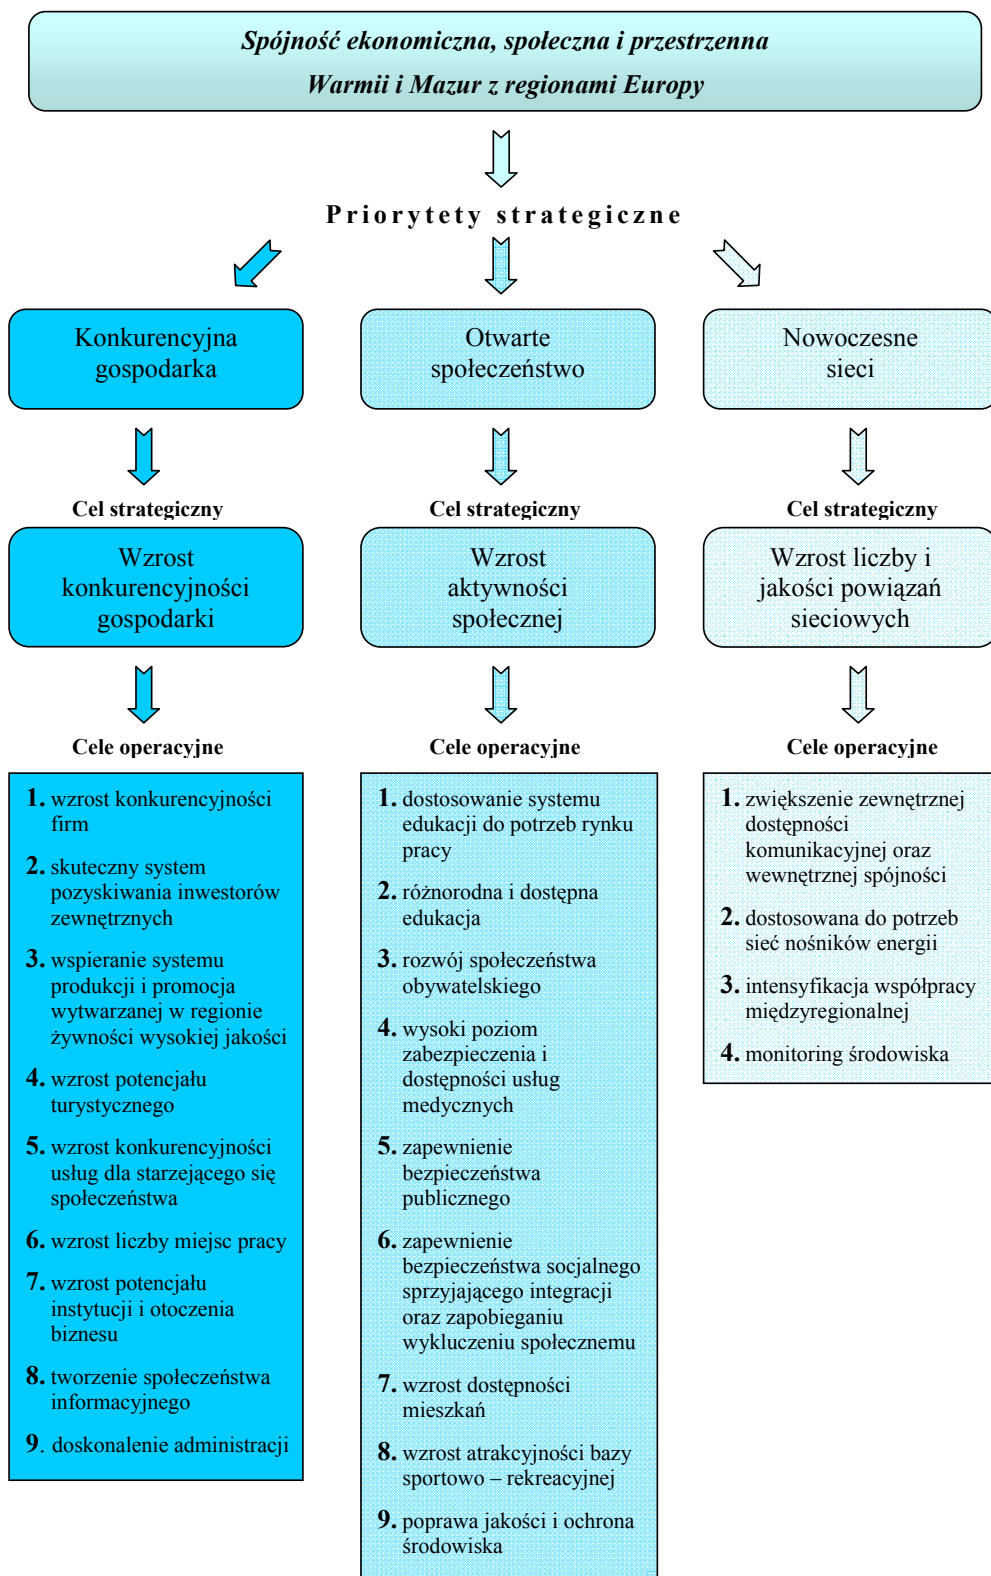 Spójność ekonomiczna, społeczna i przestrzenna
Warmii i Mazur z regionami Europy
Priorytety strategiczne
Konkurencyjna
gospodarka
Otwarte
społeczeństwo
Nowoczesne
sieci
Cel strategiczny
Cel strategiczny
Cel strategiczny
Wzrost
konkurencyjności
gospodarki
Wzrost
aktywności
społecznej
Wzrost liczby i
jakości powiązań
sieciowych
Cele operacyjne
Cele operacyjne
Cele operacyjne
1. wzrost konkurencyjności
firm
2. skuteczny system
pozyskiwania inwestorów
zewnętrznych
3. wspieranie systemu
produkcji i promocja
wytwarzanej w regionie
żywności wysokiej jakości
4. wzrost potencjału
turystycznego
5. wzrost konkurencyjności
usług dla starzejącego się
społeczeństwa
6. wzrost liczby miejsc pracy
7. wzrost potencjału
instytucji i otoczenia
biznesu
8. tworzenie społeczeństwa
informacyjnego
9. doskonalenie administracji
1. dostosowanie systemu
edukacji do potrzeb rynku
pracy
2. różnorodna i dostępna
edukacja
3. rozwój społeczeństwa
obywatelskiego
4. wysoki poziom
zabezpieczenia i
dostępności usług
medycznych
5. zapewnienie
bezpieczeństwa
publicznego
6. zapewnienie
bezpieczeństwa socjalnego
sprzyjającego integracji
oraz zapobieganiu
wykluczeniu społecznemu
7. wzrost dostępności
mieszkań
8. wzrost atrakcyjności bazy
sportowo – rekreacyjnej
9. poprawa jakości i ochrona
środowiska
1. zwiększenie zewnętrznej
dostępności
komunikacyjnej oraz
wewnętrznej spójności
2. dostosowana do potrzeb
sieć nośników energii
3. intensyfikacja współpracy
międzyregionalnej
4. monitoring środowiska